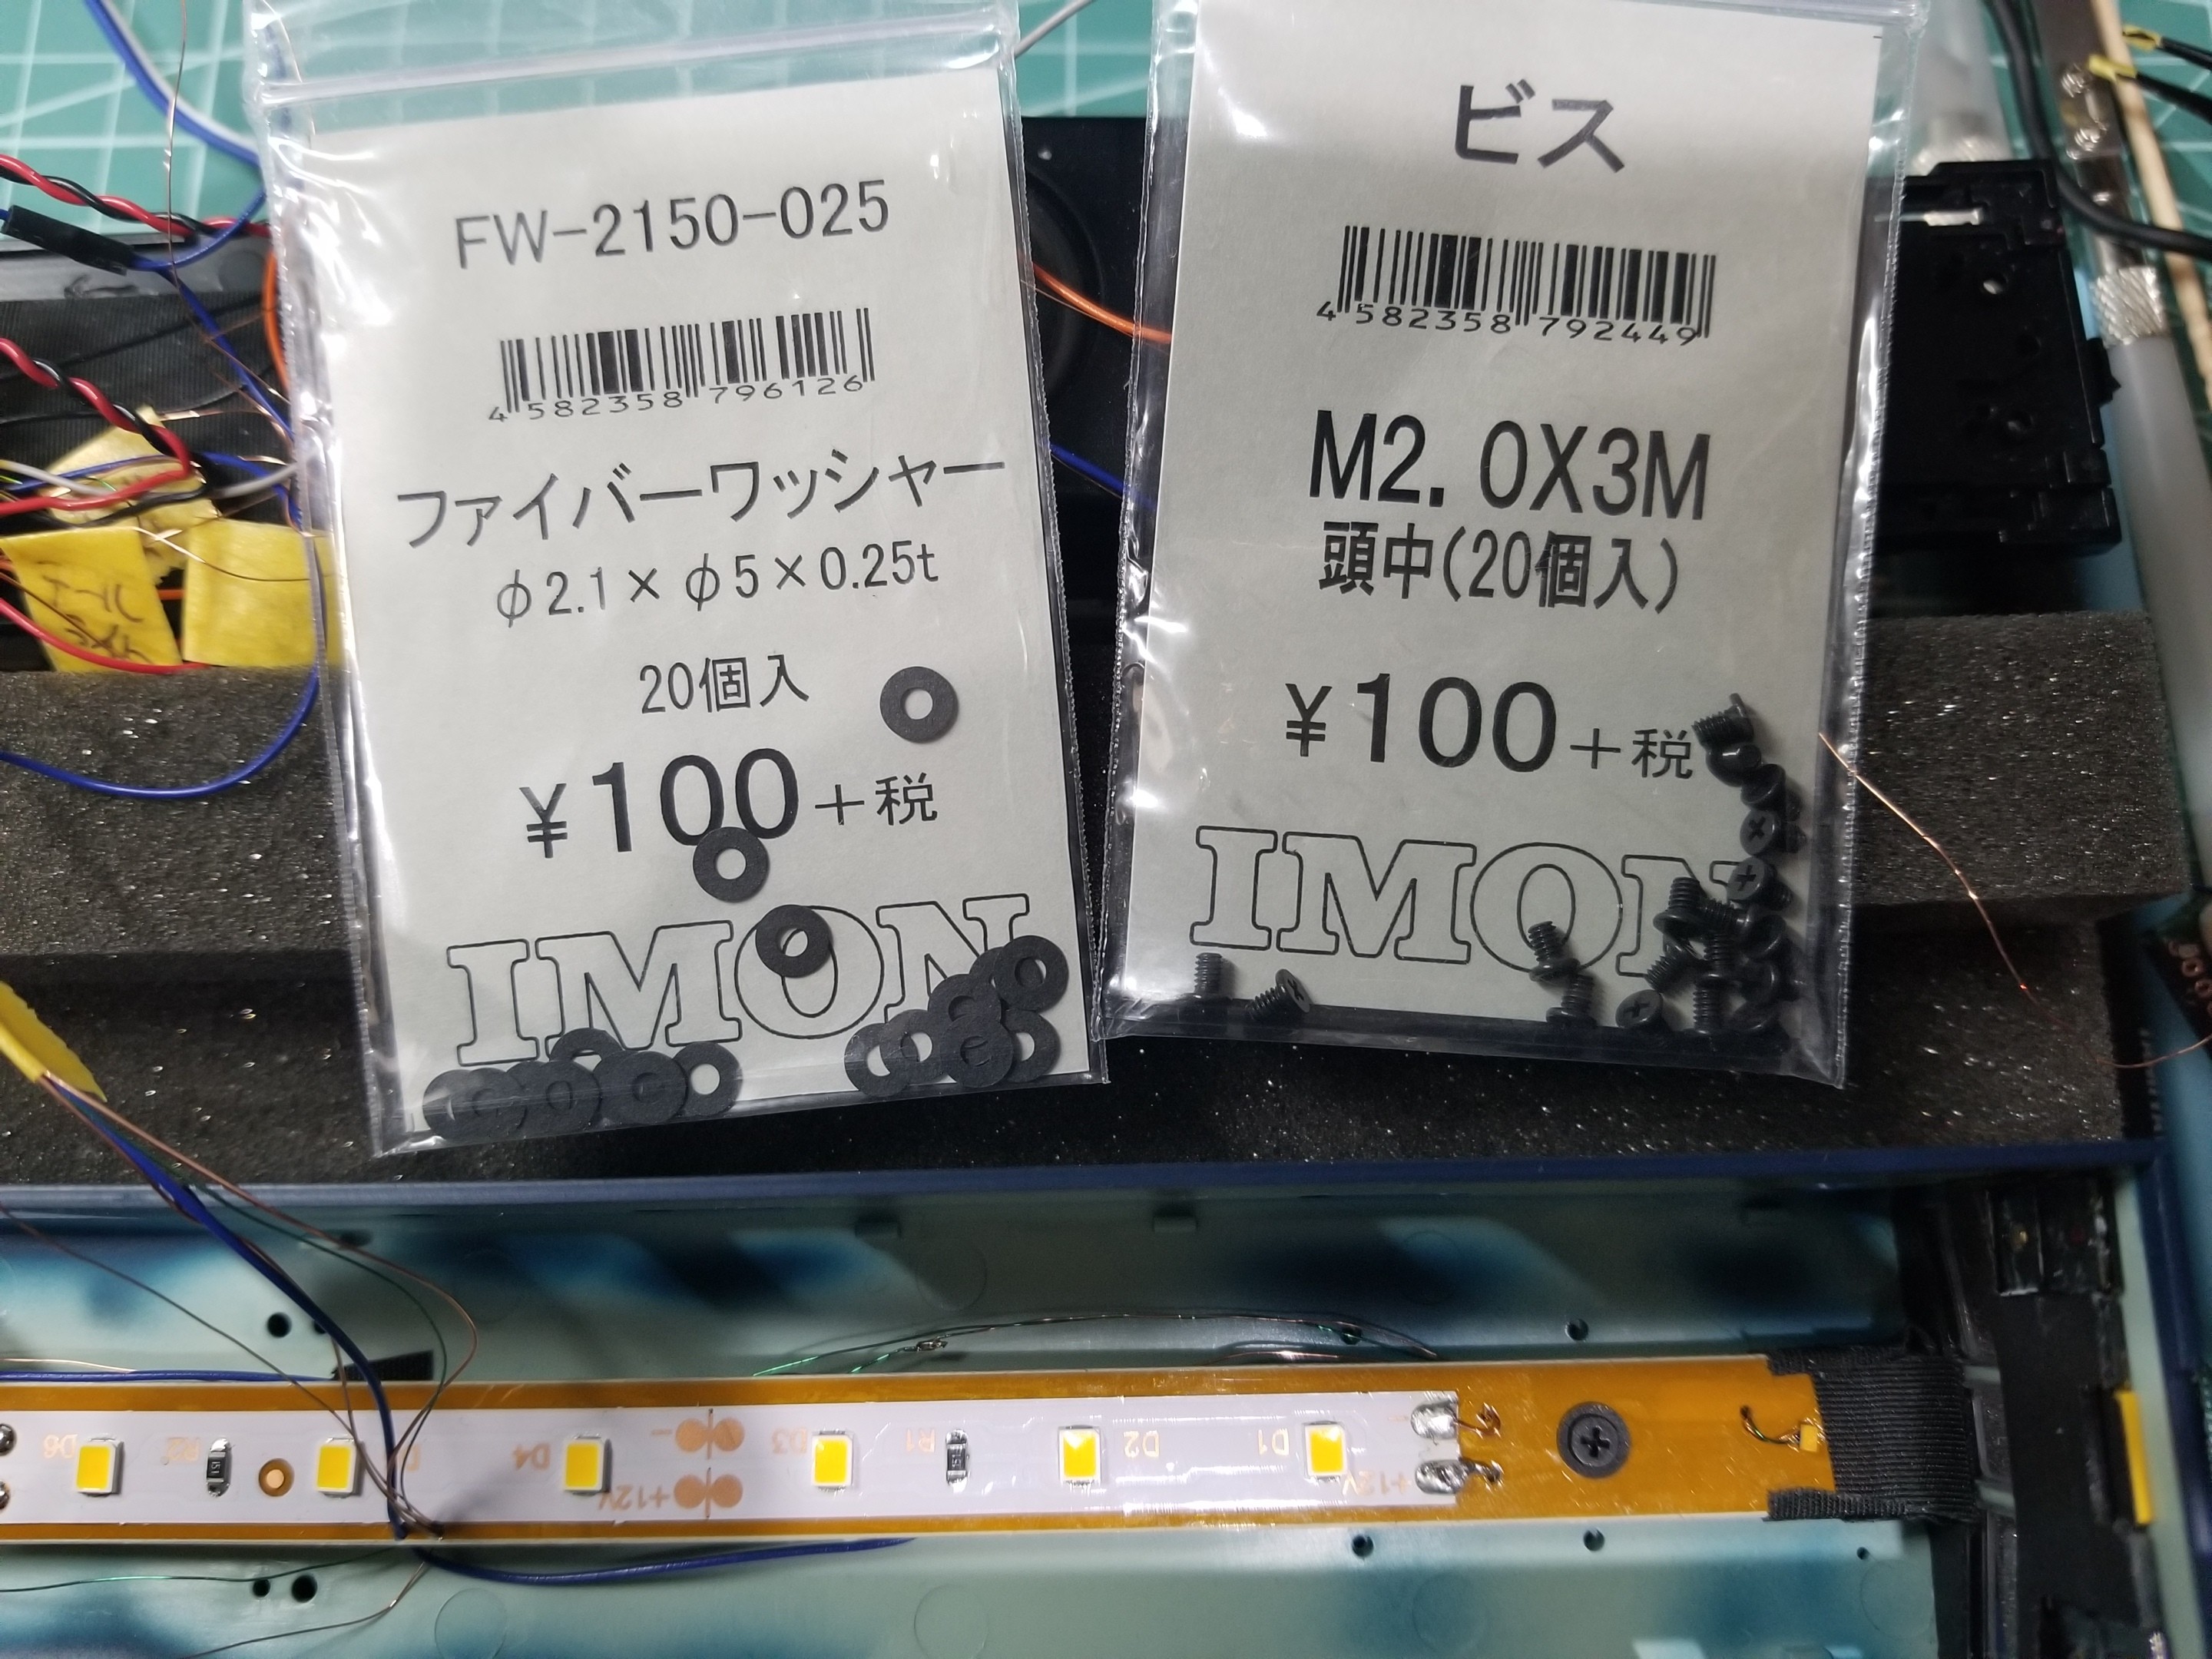 FW-2150-025
4 582358 796126
ファイバーワッシャー
φ2.1×φ5×0.25t
20個入
¥100+税
IMON
ビス
4 582358 792449
M2.0X3M
頭中(20個入)
¥100+税
IMON
D6
R2
D4
-
+12V
D3
R1
D2
D1
+12V